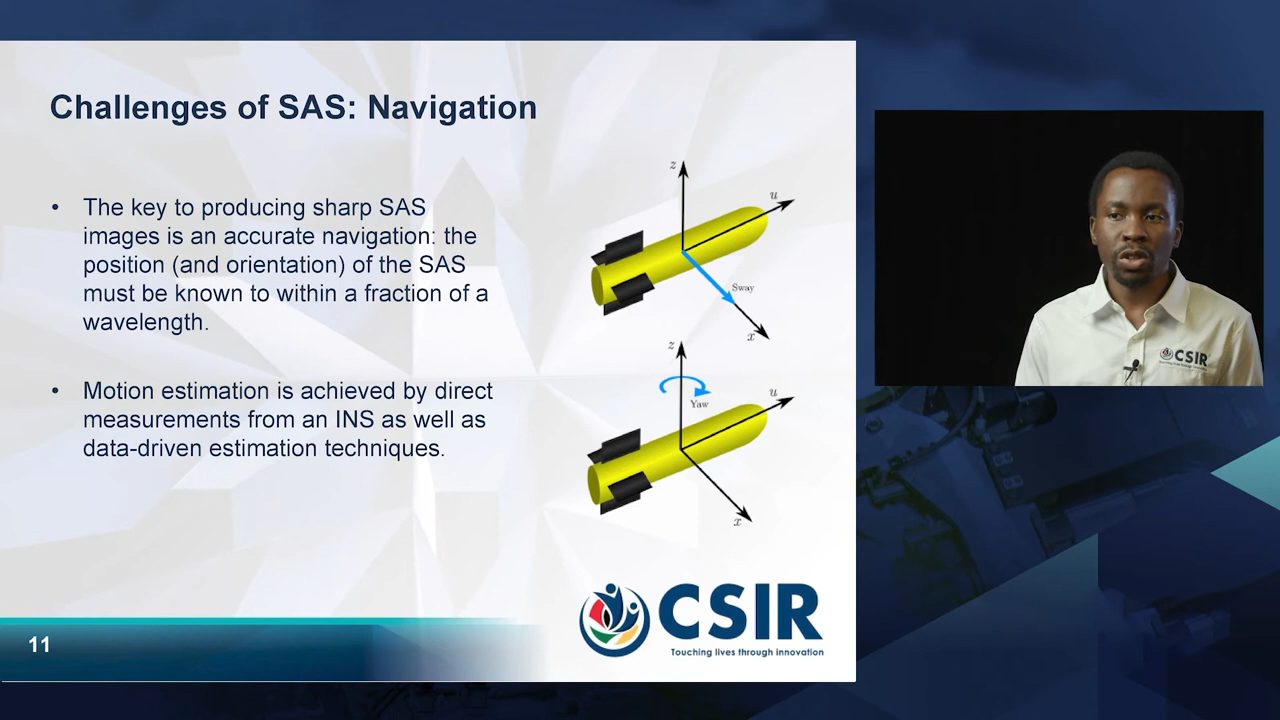 Challenges of SAS: Navigation
• The key to producing sharp SAS
images is an accurate navigation: the
position (and orientation) of the SAS
must be known to within a fraction of a
wavelength.
• Motion estimation is achieved by direct
measurements from an INS as well as
data-driven estimation techniques.
z
u
Sway
x
z
u
Yaw
x
CSIR
Touching lives through innovation
11
CSIR